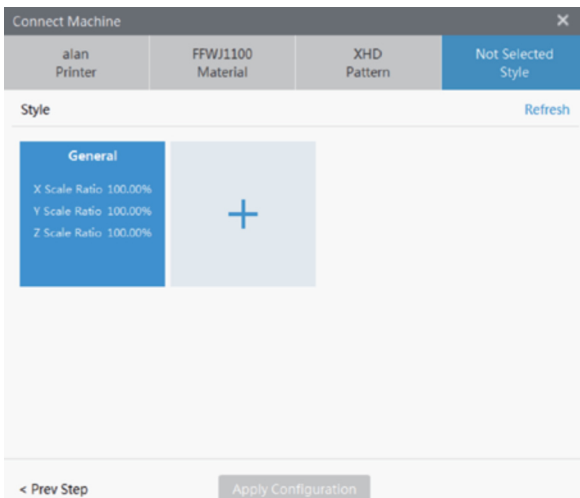 Connect Machine
alan
Printer
FFWJ1100
Material
XHD
Pattern
Not Selected
Style
Style
Refresh
General
X Scale Ratio 100.00%
Y Scale Ratio 100.00%
Z Scale Ratio 100.00%
< Prev Step
Apply Configuration